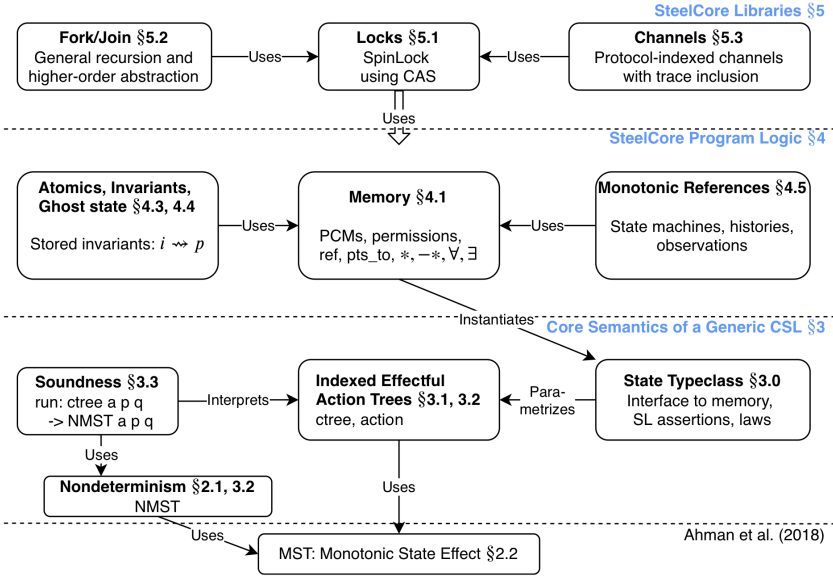 SteelCore Libraries §5
Fork/Join §5.2
General recursion and
higher-order abstraction
Uses
Locks §5.1
SpinLock
using CAS
Uses
Channels §5.3
Protocol-indexed channels
with trace inclusion
Uses
SteelCore Program Logic §4
Atomics, Invariants,
Ghost state §4.3, 4.4
Stored invariants: i ⇝ p
Uses
Memory §4.1
PCMs, permissions,
ref, pts_to, ∗, −∗, ∀, ∃
Uses
Monotonic References §4.5
State machines, histories,
observations
Instantiates
Core Semantics of a Generic CSL §3
Soundness §3.3
run: ctree a p q
-> NMST a p q
Interprets
Indexed Effectful
Action Trees §3.1, 3.2
ctree, action
Para-
metrizes
State Typeclass §3.0
Interface to memory,
SL assertions, laws
Uses
Nondeterminism §2.1, 3.2
NMST
Uses
Uses
Ahman et al. (2018)
MST: Monotonic State Effect §2.2